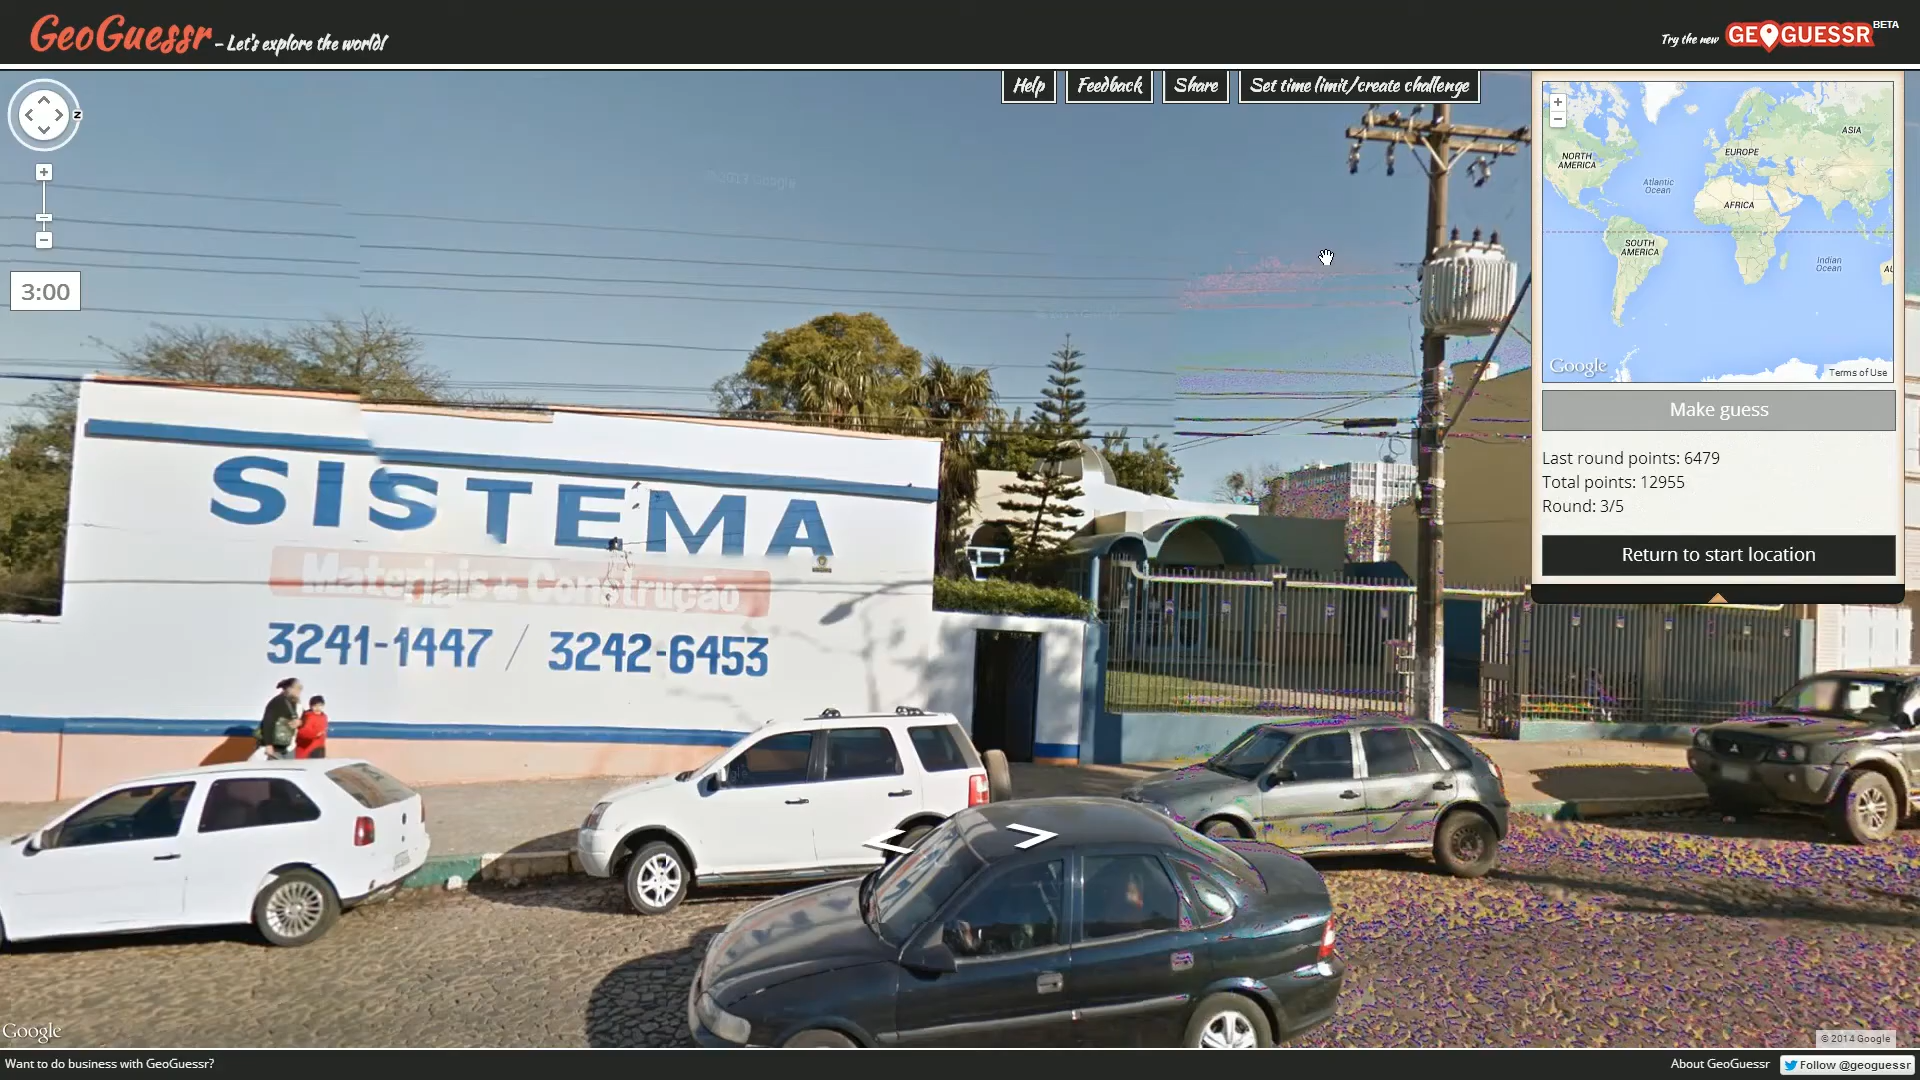 GeoGuessr - Let's explore the world!
Try the new GEOGUESSR BETA
Help
Feedback
Share
Set time limit/create challenge
N
3:00
© 2013 Google
SISTEMA
Materiais de Construção
3241-1447 / 3242-6453
NORTH AMERICA
EUROPE
ASIA
Atlantic Ocean
AFRICA
SOUTH AMERICA
Indian Ocean
AU
Google
Terms of Use
Make guess
Last round points: 6479
Total points: 12955
Round: 3/5
Return to start location
Google
© 2014 Google
Want to do business with GeoGuessr?
About GeoGuessr
Follow @geoguessr